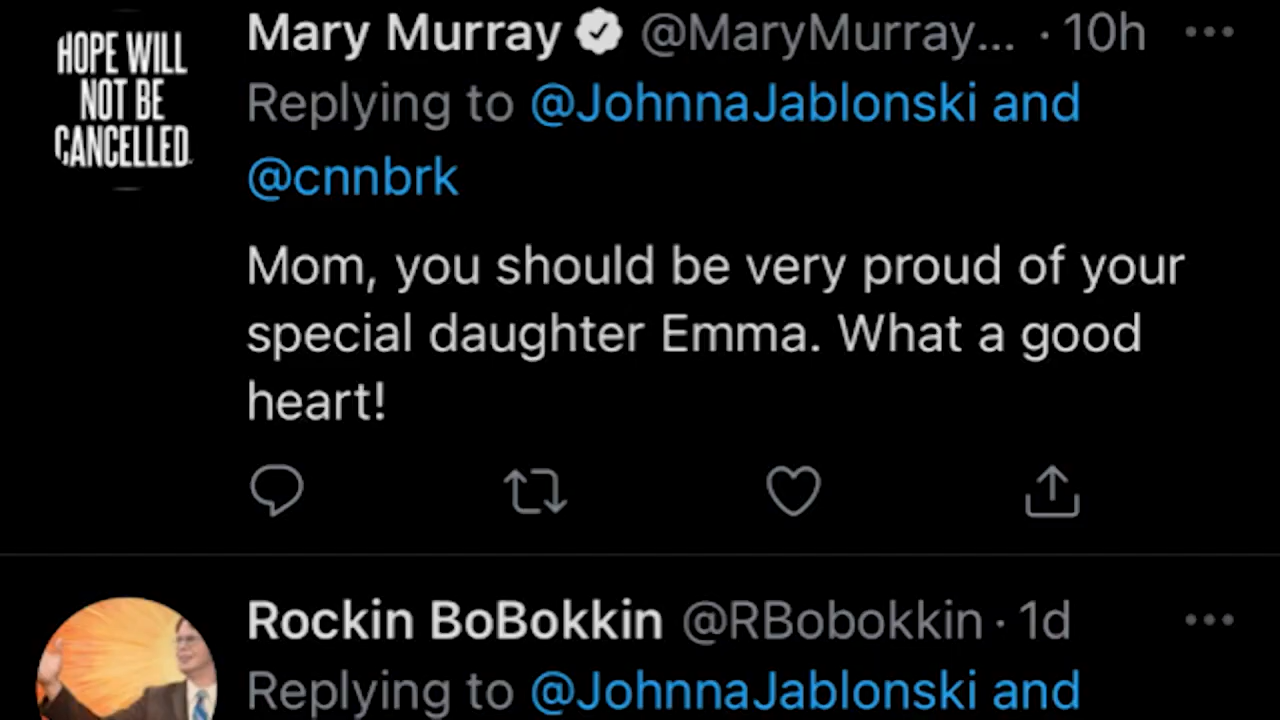 HOPE WILL
NOT BE
CANCELLED
Mary Murray @MaryMurray... · 10h
Replying to @JohnnaJablonski and
@cnnbrk
Mom, you should be very proud of your
special daughter Emma. What a good
heart!
Rockin BoBokkin @RBobokkin · 1d
Replying to @JohnnaJablonski and